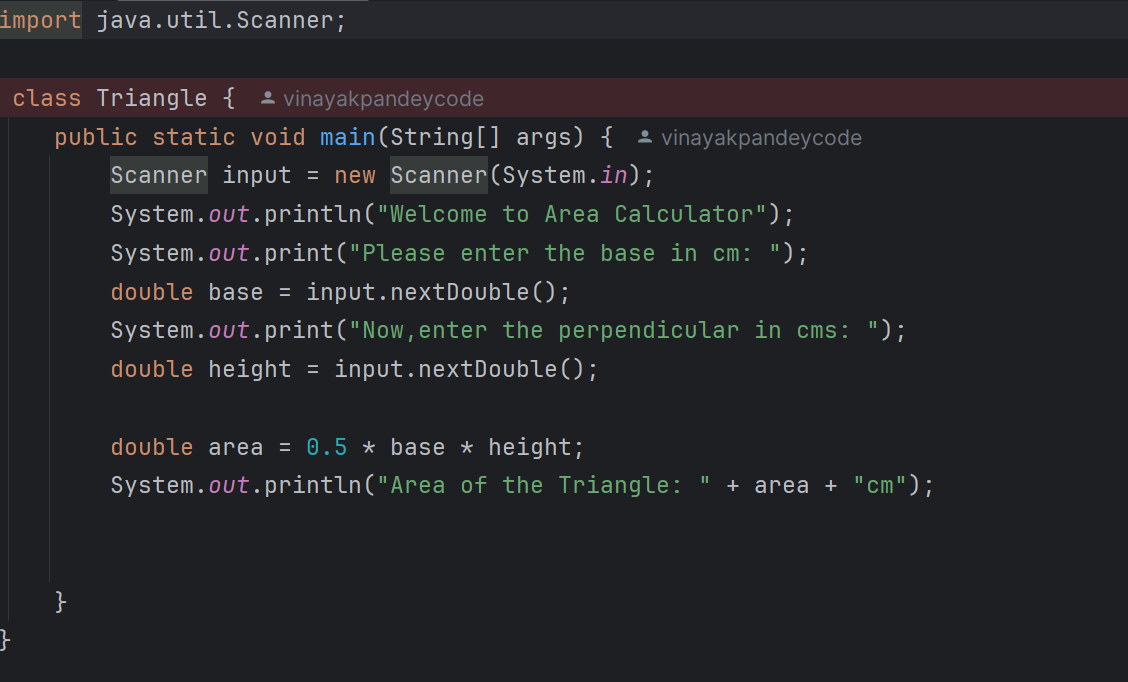 import java.util.Scanner;
class Triangle { vinayakpandeycode
public static void main(String[] args) { vinayakpandeycode
Scanner input = new Scanner(System.in);
System.out.println("Welcome to Area Calculator");
System.out.print("Please enter the base in cm: ");
double base = input.nextDouble();
System.out.print("Now,enter the perpendicular in cms: ");
double height = input.nextDouble();
double area = 0.5 * base * height;
System.out.println("Area of the Triangle: " + area + "cm");
}
}